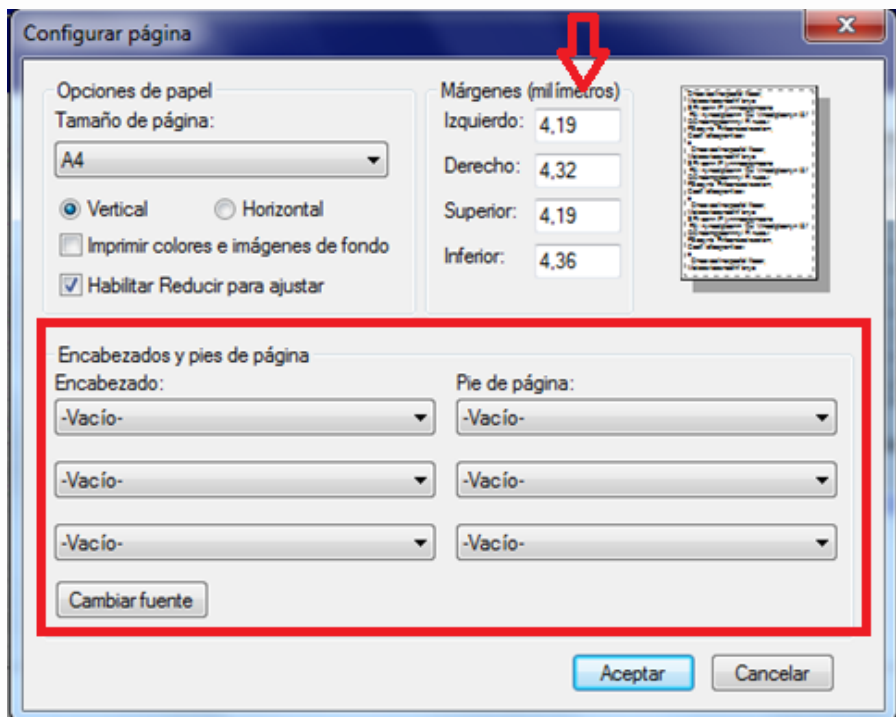 Configurar página
Opciones de papel
Tamaño de página:
A4
Vertical
Horizontal
Imprimir colores e imágenes de fondo
Habilitar Reducir para ajustar
Márgenes (milímetros)
Izquierdo: 4,19
Derecho: 4,32
Superior: 4,19
Inferior: 4,36
Encabezados y pies de página
Encabezado:
Pie de página:
-Vacío-
-Vacío-
-Vacío-
-Vacío-
-Vacío-
-Vacío-
Cambiar fuente
Aceptar
Cancelar